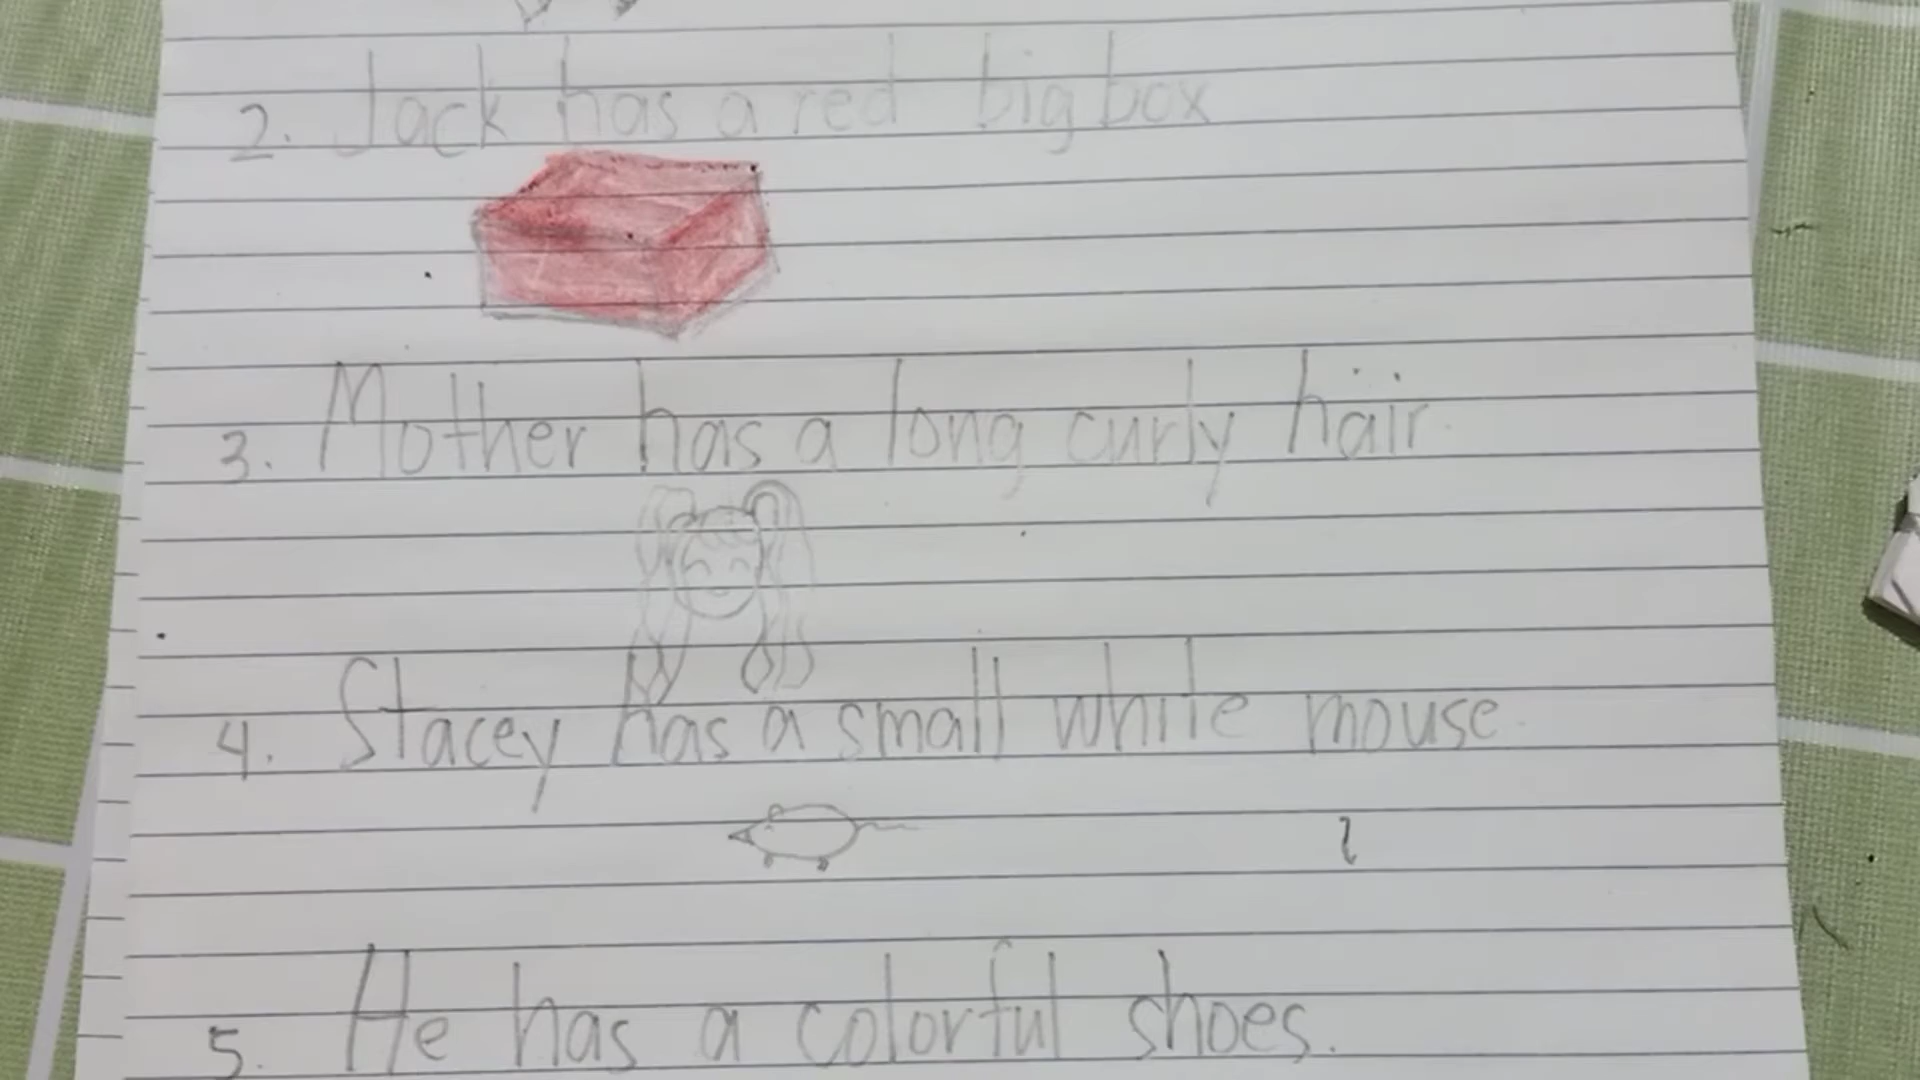 2. Jack has a red big box
3. Mother has a long curly hair.
4. Stacey has a small white mouse.
5. He has a colorful shoes.